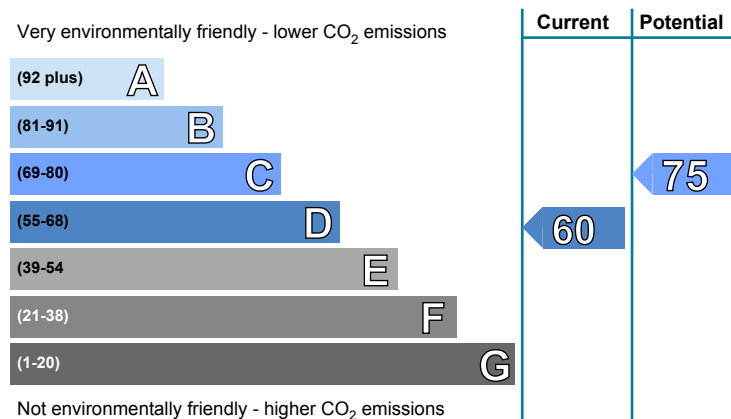 Very environmentally friendly - lower CO2 emissions
Current
Potential
(92 plus) A
(81-91) B
(69-80) C
75
(55-68) D
60
(39-54 E
(21-38) F
(1-20) G
Not environmentally friendly - higher CO2 emissions